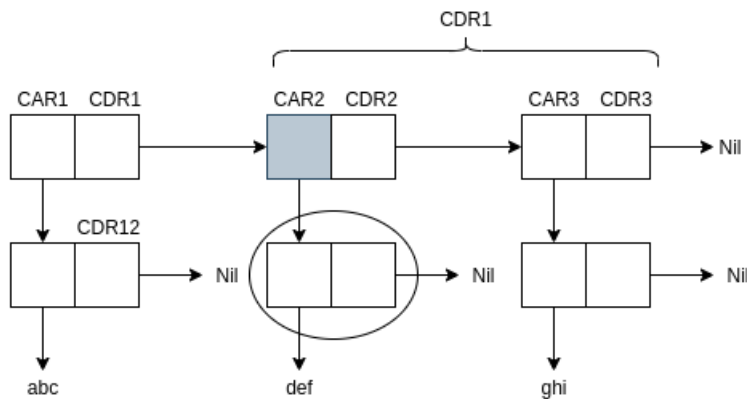 CDR1
CAR1 CDR1 CAR2 CDR2 CAR3 CDR3
Nil
CDR12
Nil Nil Nil
abc def ghi